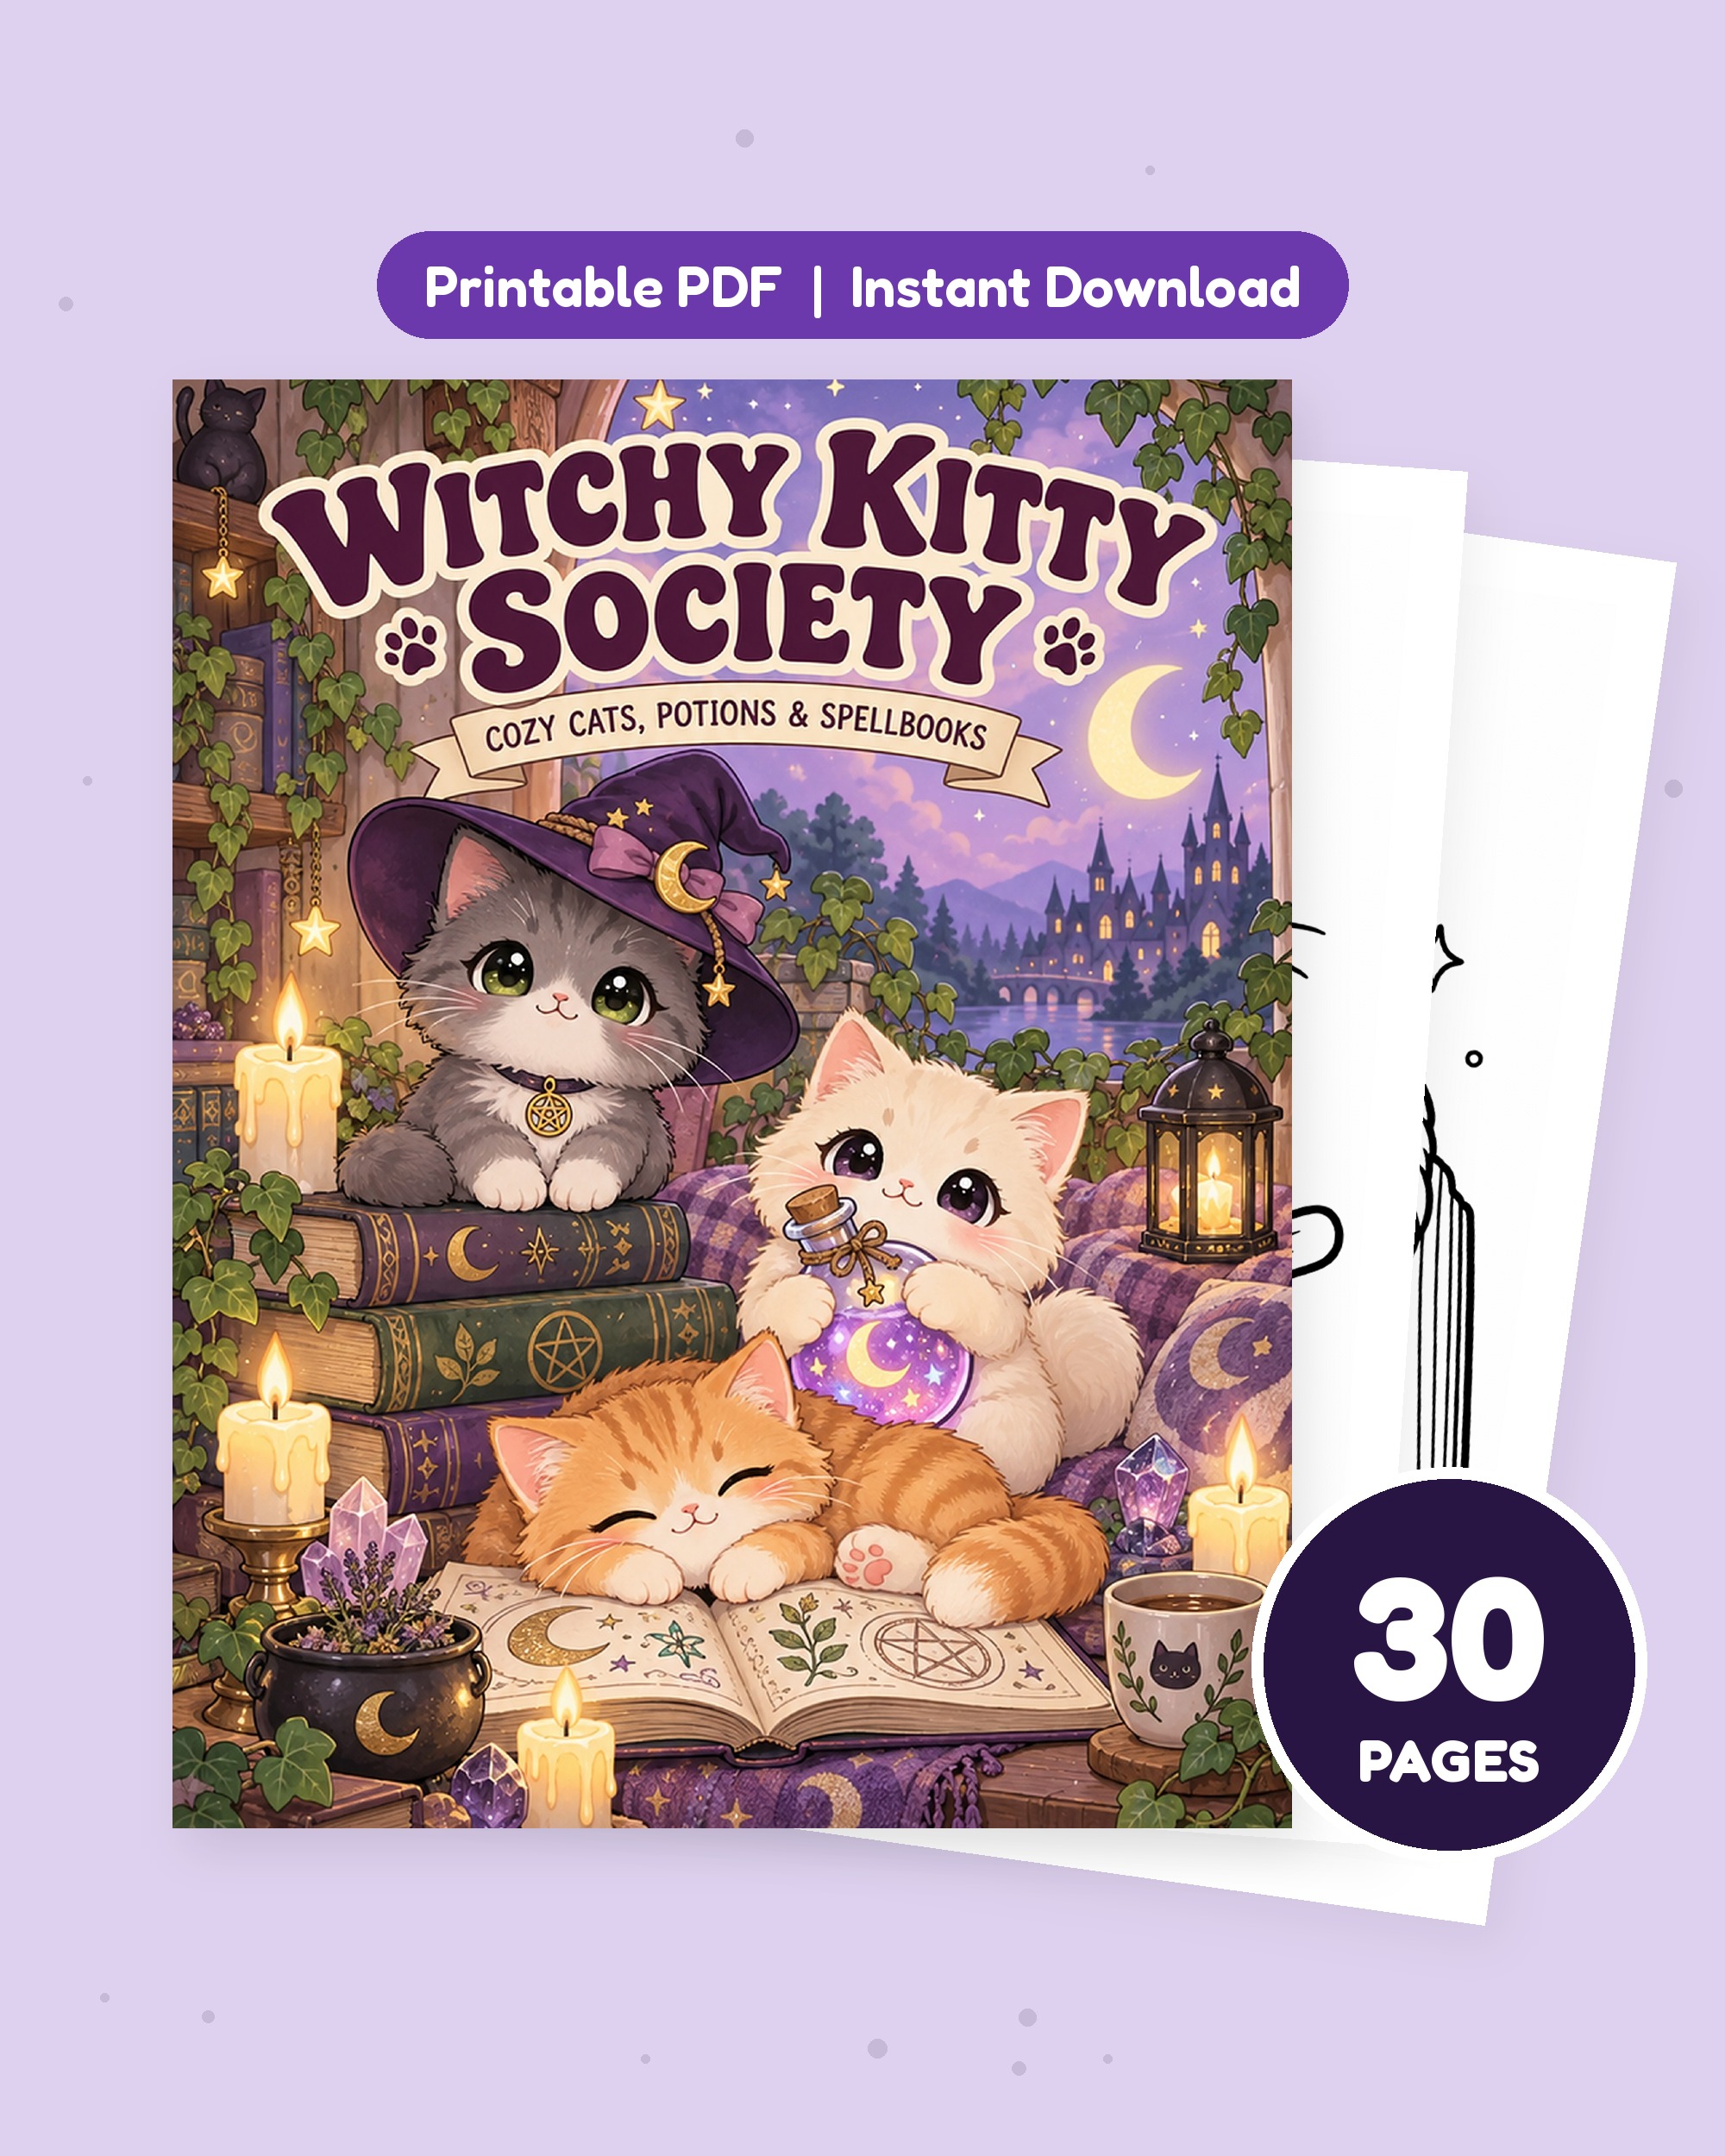 Printable PDF | Instant Download
WITCHY KITTY
SOCIETY
COZY CATS, POTIONS & SPELLBOOKS
30
PAGES